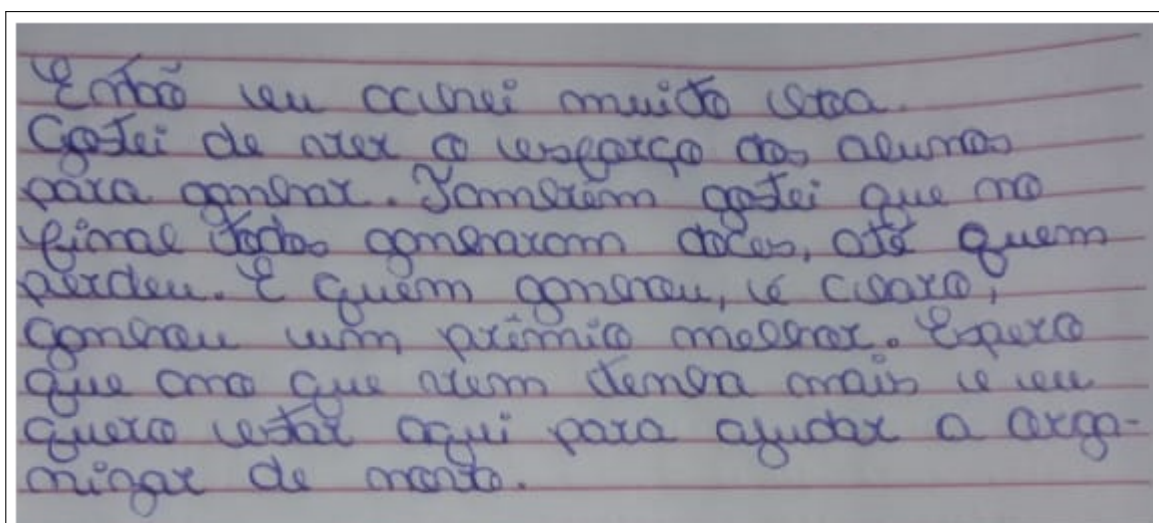 Então eu achei muito boa.
Gostei de ver o esforço dos alunos
para ganhar. Também gostei que no
final todos ganharam doces, até quem
perdeu. E quem ganhou, é claro,
ganhou um prêmio melhor. Espero
que ano que vem tenha mais e eu
quero estar aqui para ajudar a orga-
nizar de novo.